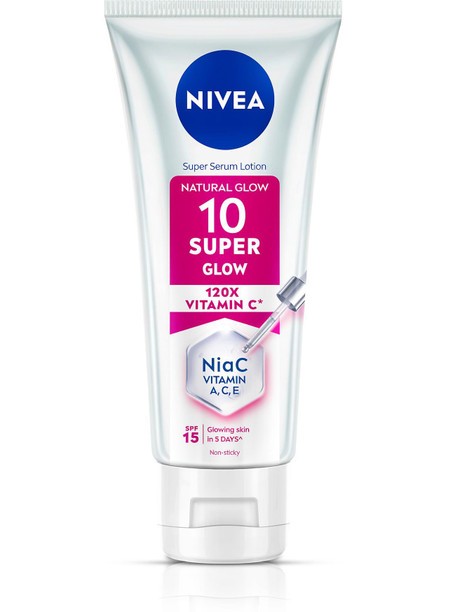 NIVEA
Super Serum Lotion
NATURAL GLOW
10
SUPER
GLOW
120X
VITAMIN C*
NiaC
VITAMIN
A, C, E
SPF
15
Glowing skin
in 5 DAYS^
Non-sticky